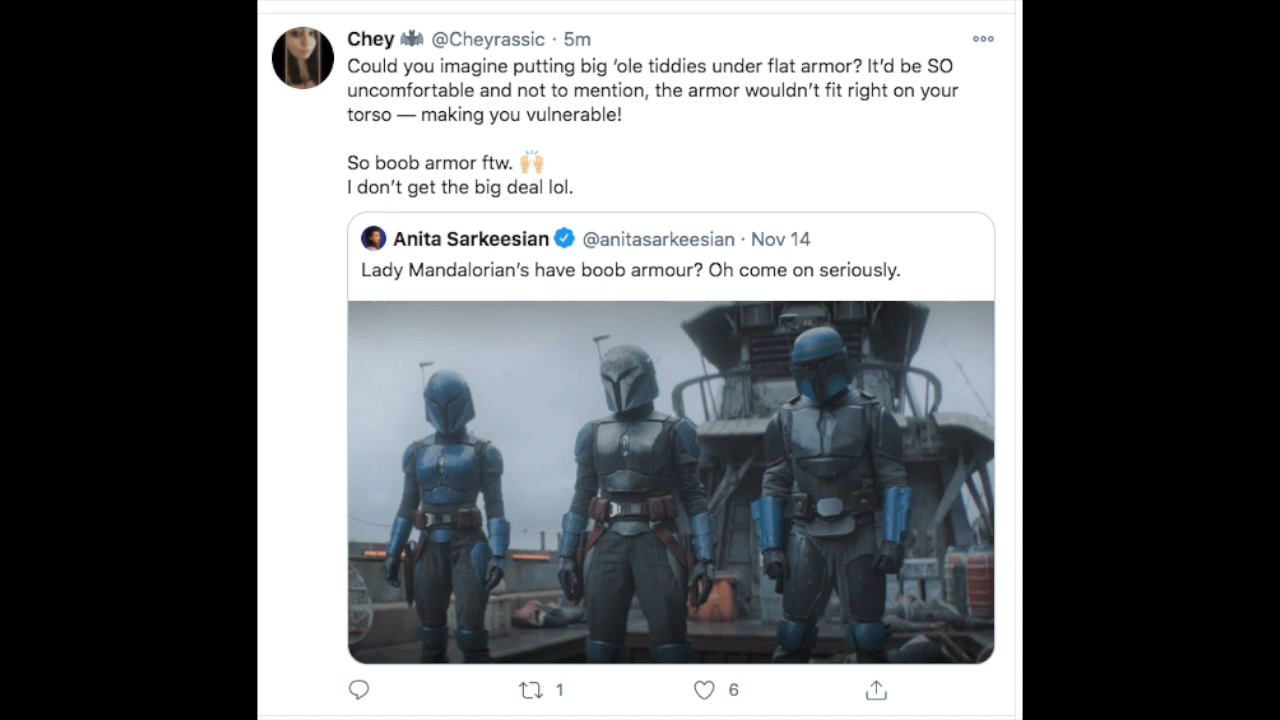 Chey 🦇 @Cheyrassic · 5m
Could you imagine putting big ‘ole tiddies under flat armor? It’d be SO
uncomfortable and not to mention, the armor wouldn’t fit right on your
torso — making you vulnerable!
So boob armor ftw. 🙌🏼
I don’t get the big deal lol.
Anita Sarkeesian @anitasarkeesian · Nov 14
Lady Mandalorian’s have boob armour? Oh come on seriously.
1
6